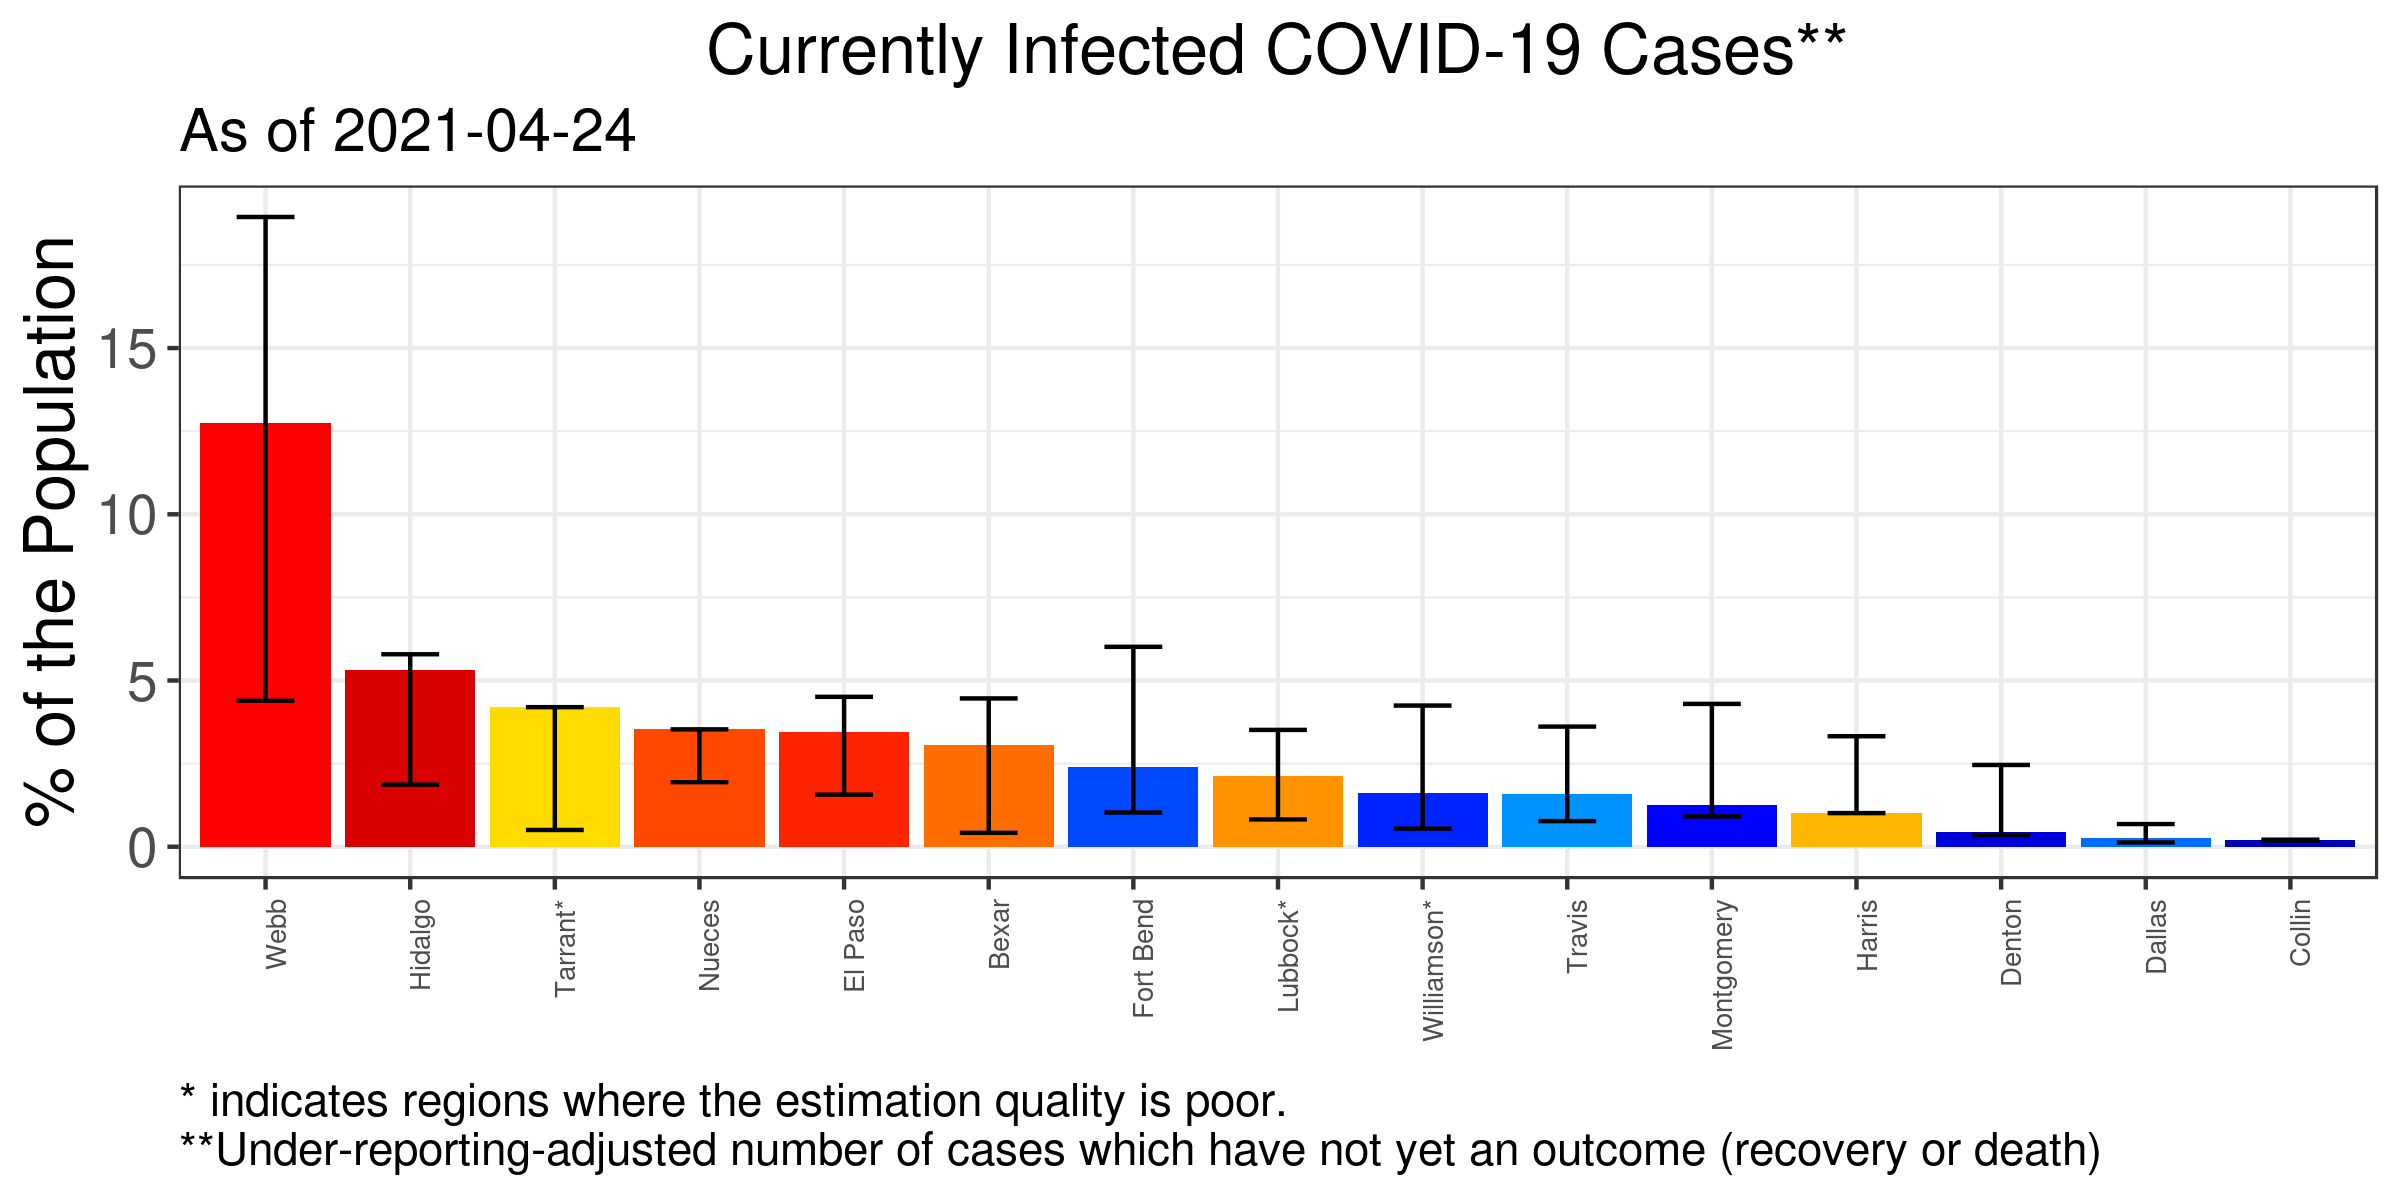 Currently Infected COVID-19 Cases**
As of 2021-04-24
% of the Population
15
10
5
0
Webb
Hidalgo
Tarrant*
Nueces
El Paso
Bexar
Fort Bend
Lubbock*
Williamson*
Travis
Montgomery
Harris
Denton
Dallas
Collin
* indicates regions where the estimation quality is poor.
**Under-reporting-adjusted number of cases which have not yet an outcome (recovery or death)